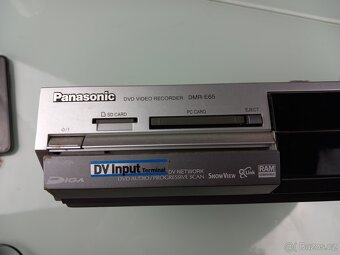 Panasonic
DVD VIDEO RECORDER DMR-E65
SD CARD
PC CARD
EJECT
DV Input Terminal DV NETWORK
DVD AUDIO/PROGRESSIVE SCAN
DIGA
SHOWVIEW
Link
RAM